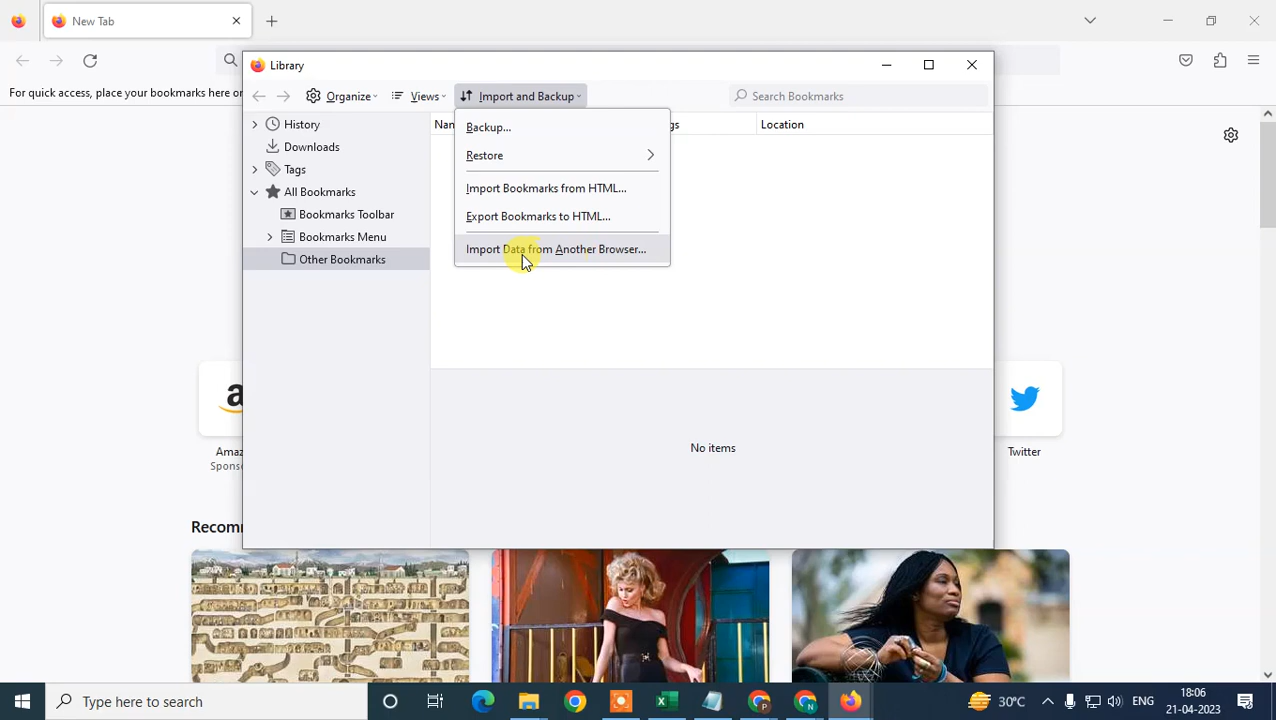 New Tab
For quick access, place your bookmarks here or
Library
Organize
Views
Import and Backup
Search Bookmarks
History
Downloads
Tags
All Bookmarks
Bookmarks Toolbar
Bookmarks Menu
Other Bookmarks
Location
Backup...
Restore
Import Bookmarks from HTML...
Export Bookmarks to HTML...
Import Data from Another Browser...
No items
a
Twitter
Type here to search
30°C
ENG
18:06
21-04-2023